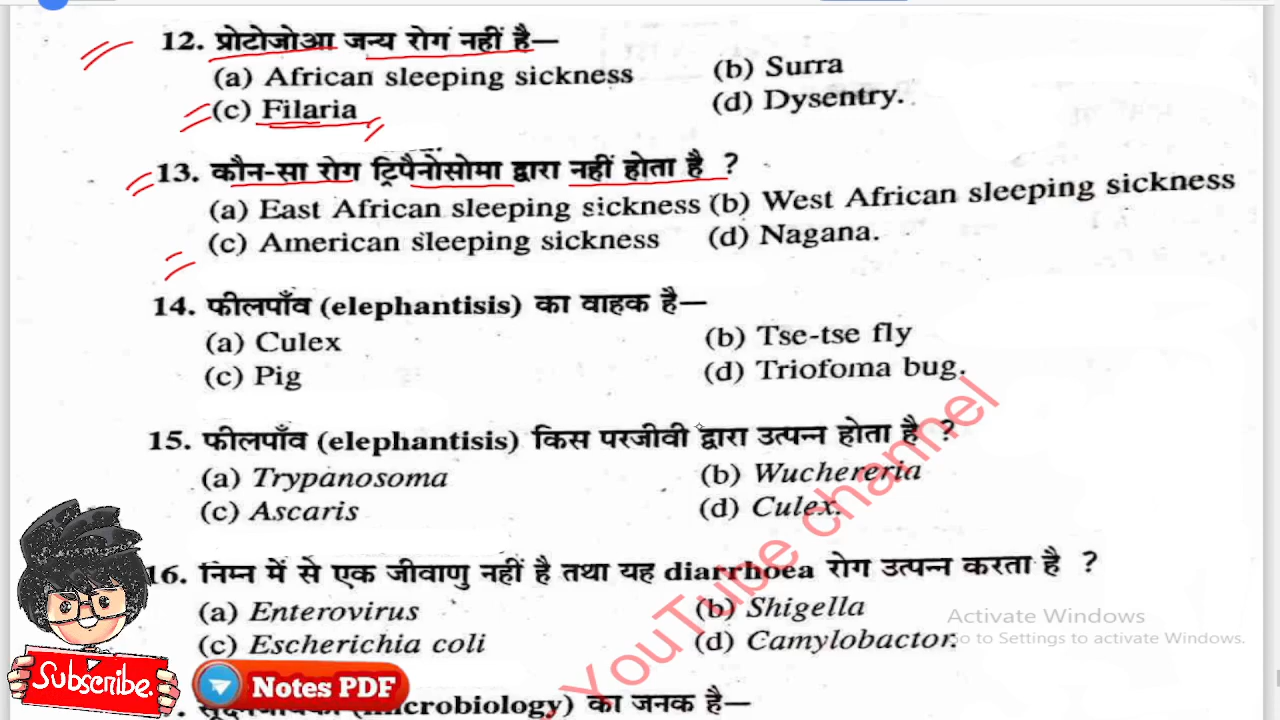 12. प्रोटोजोआ जन्य रोग नहीं है—
(a) African sleeping sickness (b) Surra
(c) Filaria (d) Dysentry.
13. कौन-सा रोग ट्रिपैनोसोमा द्वारा नहीं होता है ?
(a) East African sleeping sickness (b) West African sleeping sickness
(c) American sleeping sickness (d) Nagana.
14. फीलपाँव (elephantisis) का वाहक है—
(a) Culex (b) Tse-tse fly
(c) Pig (d) Triofoma bug.
15. फीलपाँव (elephantisis) किस परजीवी द्वारा उत्पन्न होता है ?
(a) Trypanosoma (b) Wuchereria
(c) Ascaris (d) Culex.
16. निम्न में से एक जीवाणु नहीं है तथा यह diarrhoea रोग उत्पन्न करता है ?
(a) Enterovirus (b) Shigella
(c) Escherichia coli (d) Camylobactor.
(microbiology) का जनक है—
YouTube channel
Activate Windows
Go to Settings to activate Windows.
Subscribe.
Notes PDF